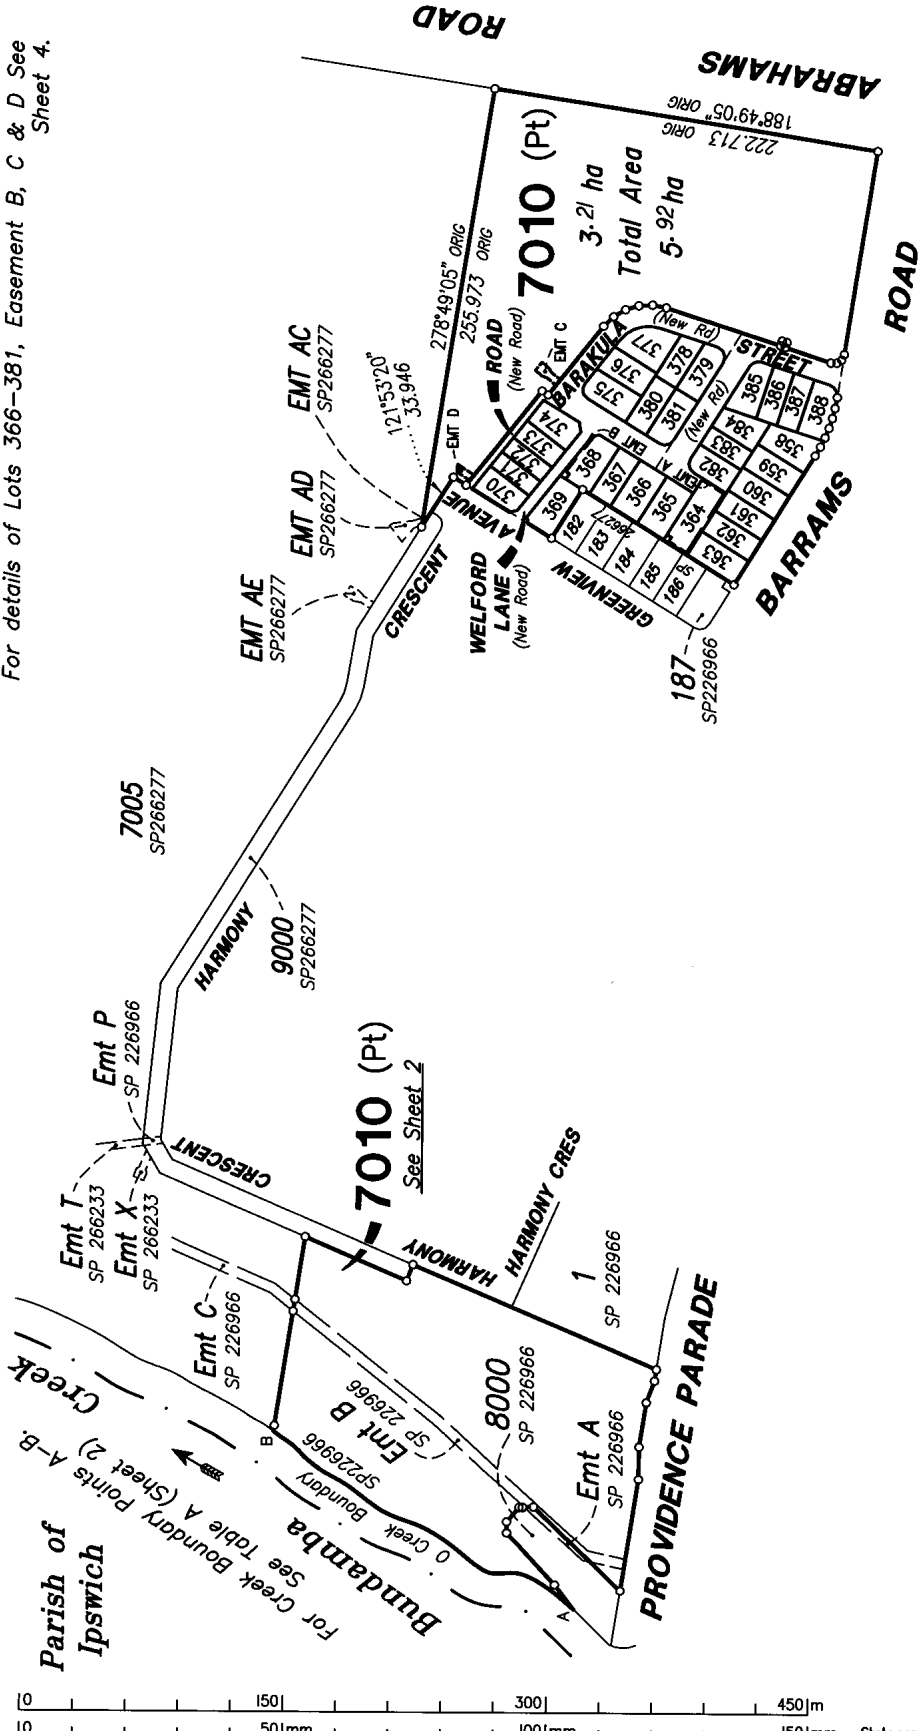 For details of Lots 366-381, Easement B, C & D See
Sheet 4.
ROAD
ABRAHAMS
188°49'05" ORIG
222.713 ORIG
7010 (Pt)
3.21 ha
Total Area
5.92 ha
278°49'05" ORIG
255.973 ORIG
121°53'20"
33.946
EMT AC
SP266277
EMT AD
SP266277
EMT AE
SP266277
EMT D
EMT C
ROAD
(New Road)
BARAKULA
STREET
(New Rd)
(New Rd)
AVENUE
CRESCENT
WELFORD
LANE
(New Road)
GREENVIEW
EMT B
EMT AI
370
371
372
373
374
375
376
377
378
379
380
381
369
368
367
366
365
364
363
362
361
360
359
358
382
383
384
385
386
387
388
182
183
184
185
186
SP
266277
187
SP226966
BARRAMS
ROAD
7005
SP266277
HARMONY
9000
SP266277
Emt P
SP 226966
Emt T
SP 266233
Emt X
SP 266233
CRESCENT
Emt C
SP 226966
7010 (Pt)
See Sheet 2
HARMONY
HARMONY CRES
1
SP 226966
PROVIDENCE PARADE
8000
SP 226966
Emt A
SP 226966
Emt B
SP 226966
SP226966
Boundary
Creek
O
B
A
Bundamba
Creek
For Creek Boundary Points A-B.
See Table A (Sheet 2)
Parish of
Ipswich
0
150
300
450 m
0
50 mm
100 mm
150 mm